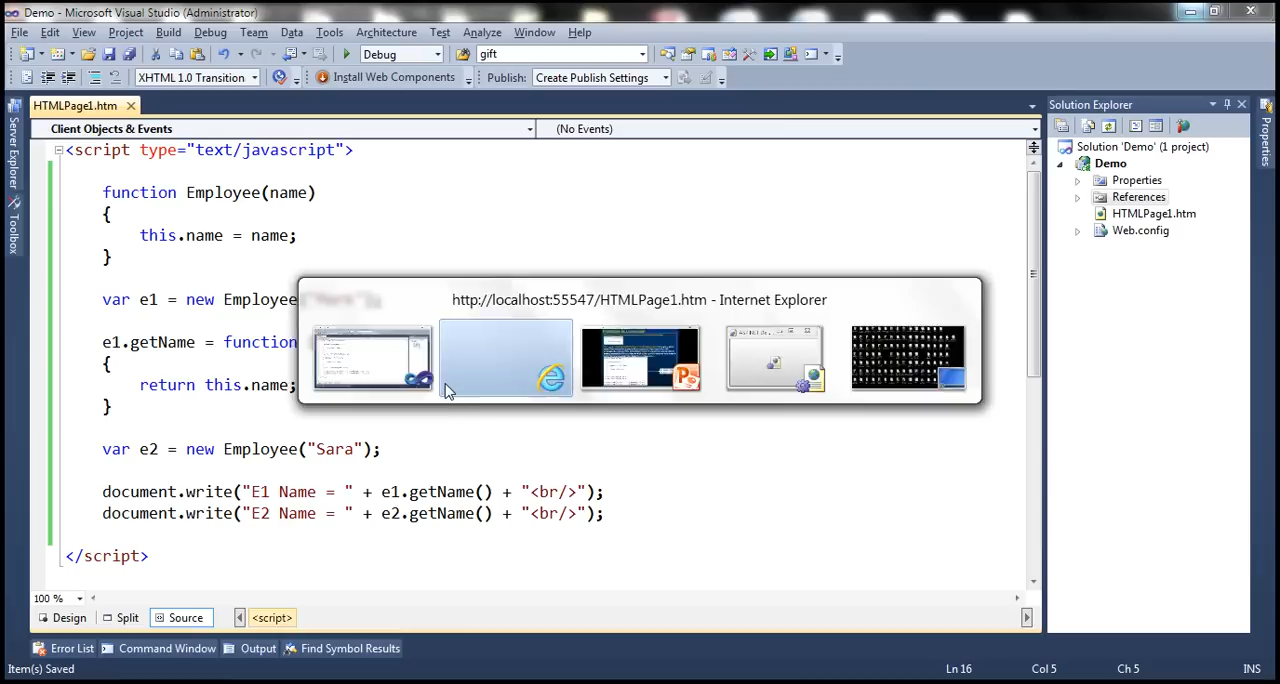 Demo - Microsoft Visual Studio (Administrator)
File Edit View Project Build Debug Team Data Tools Architecture Test Analyze Window Help
Debug gift
XHTML 1.0 Transition Install Web Components Publish: Create Publish Settings
HTMLPage1.htm
Solution Explorer
Client Objects & Events (No Events)
Server Explorer
Toolbox
Properties
<script type="text/javascript">
function Employee(name)
{
this.name = name;
}
var e1 = new Employee
e1.getName = function
{
return this.name;
}
var e2 = new Employee("Sara");
document.write("E1 Name = " + e1.getName() + "<br/>");
document.write("E2 Name = " + e2.getName() + "<br/>");
</script>
http://localhost:55547/HTMLPage1.htm - Internet Explorer
Solution 'Demo' (1 project)
Demo
Properties
References
HTMLPage1.htm
Web.config
100 %
Design Split Source <script>
Error List Command Window Output Find Symbol Results
Item(s) Saved Ln 16 Col 5 Ch 5 INS